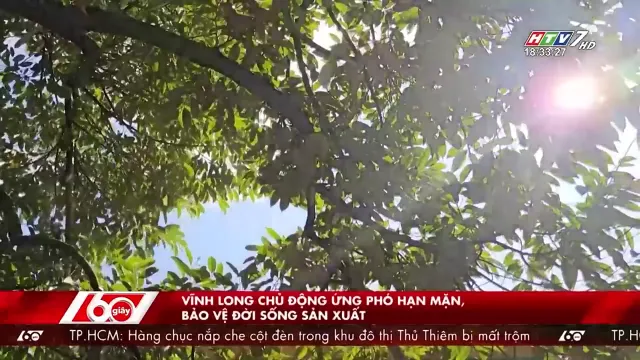 HTV7 HD
18:33:27
60 giây
VĨNH LONG CHỦ ĐỘNG ỨNG PHÓ HẠN MẶN,
BẢO VỆ ĐỜI SỐNG SẢN XUẤT
60 TP.HCM: Hàng chục nắp che cột đèn trong khu đô thị Thủ Thiêm bị mất trộm 60